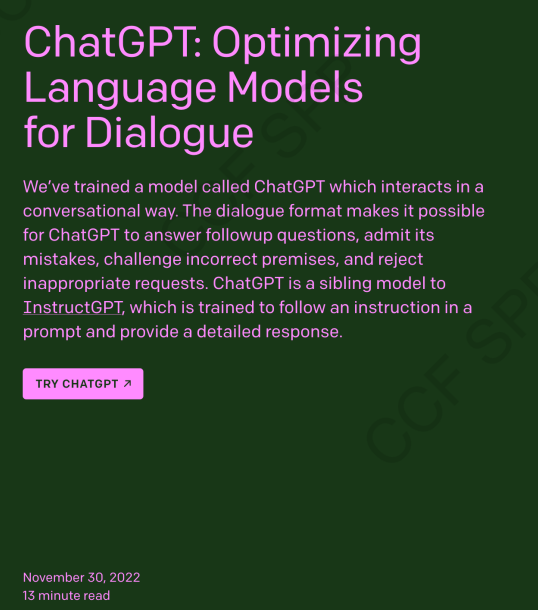 ChatGPT: Optimizing
Language Models
for Dialogue
We’ve trained a model called ChatGPT which interacts in a
conversational way. The dialogue format makes it possible
for ChatGPT to answer followup questions, admit its
mistakes, challenge incorrect premises, and reject
inappropriate requests. ChatGPT is a sibling model to
InstructGPT, which is trained to follow an instruction in a
prompt and provide a detailed response.
TRY CHATGPT ↗
CCF SP
November 30, 2022
13 minute read